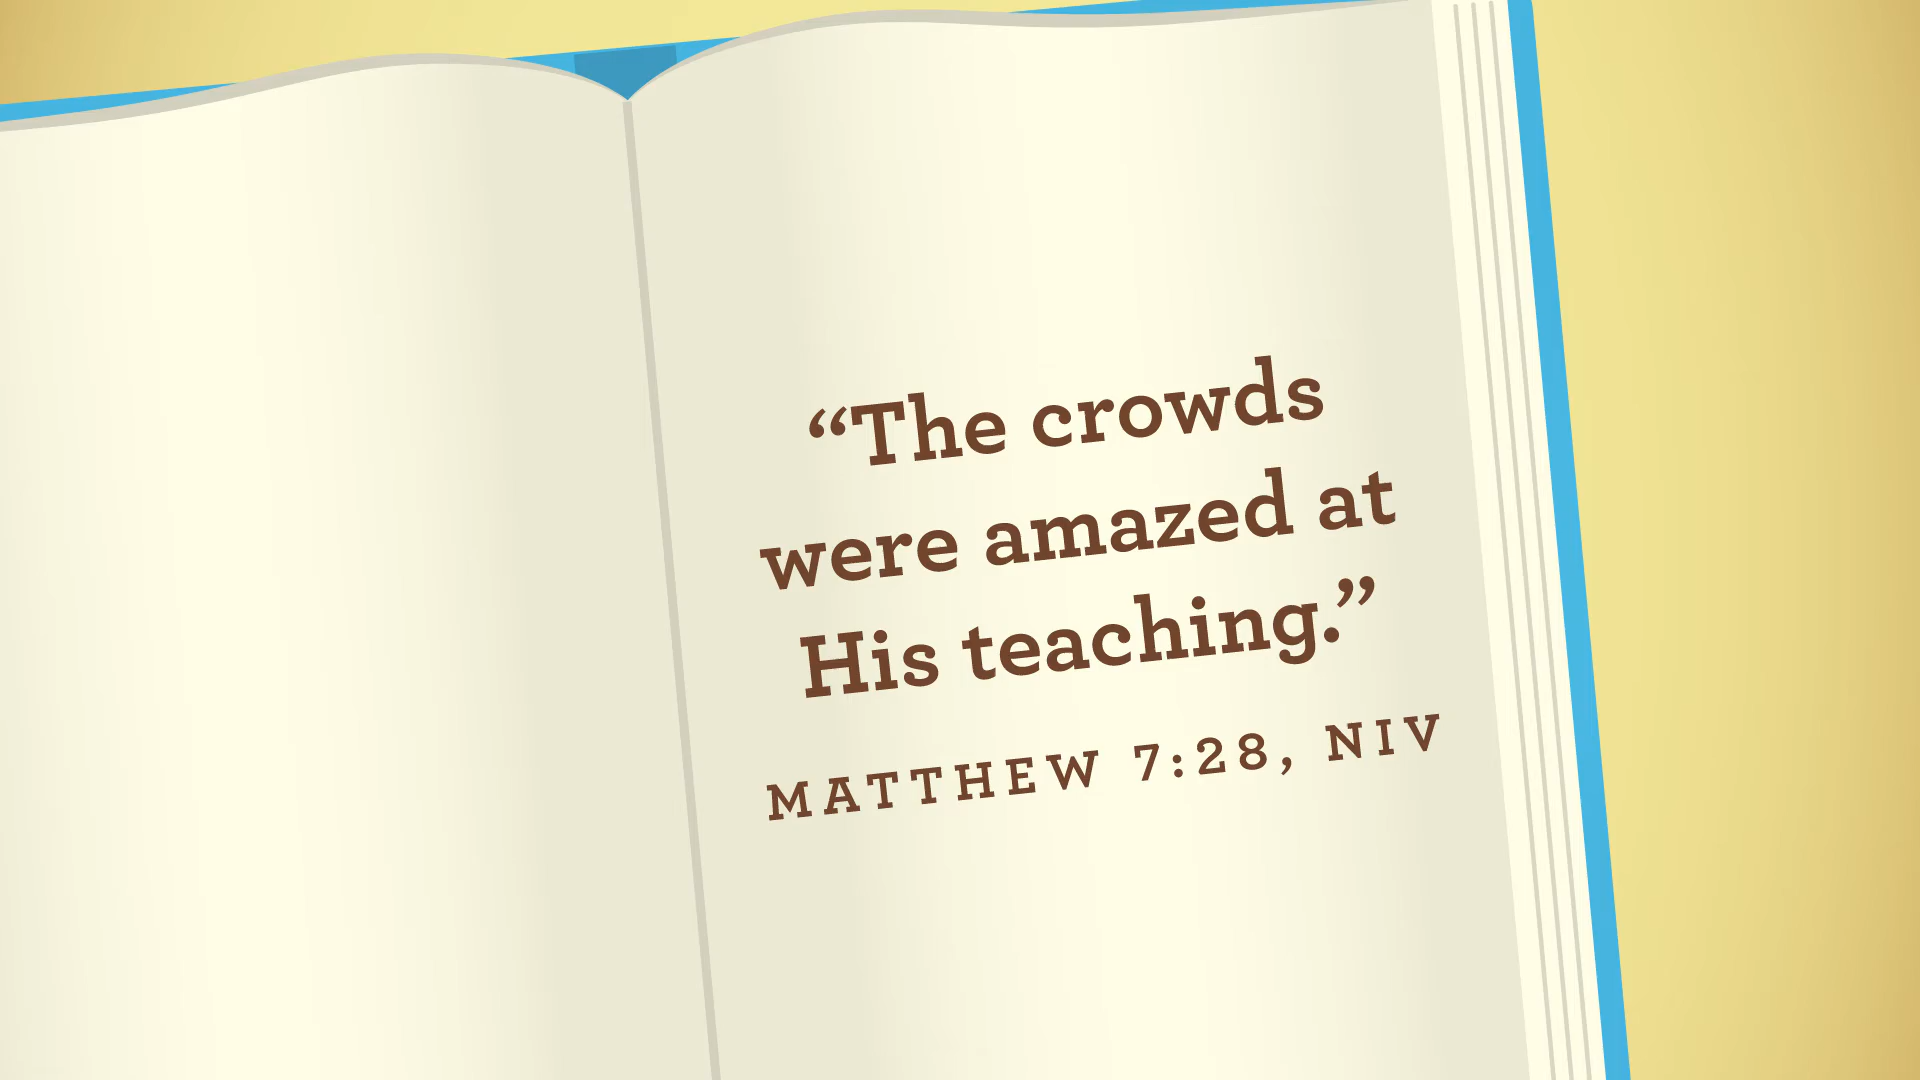 “The crowds
were amazed at
His teaching.”
MATTHEW 7:28, NIV